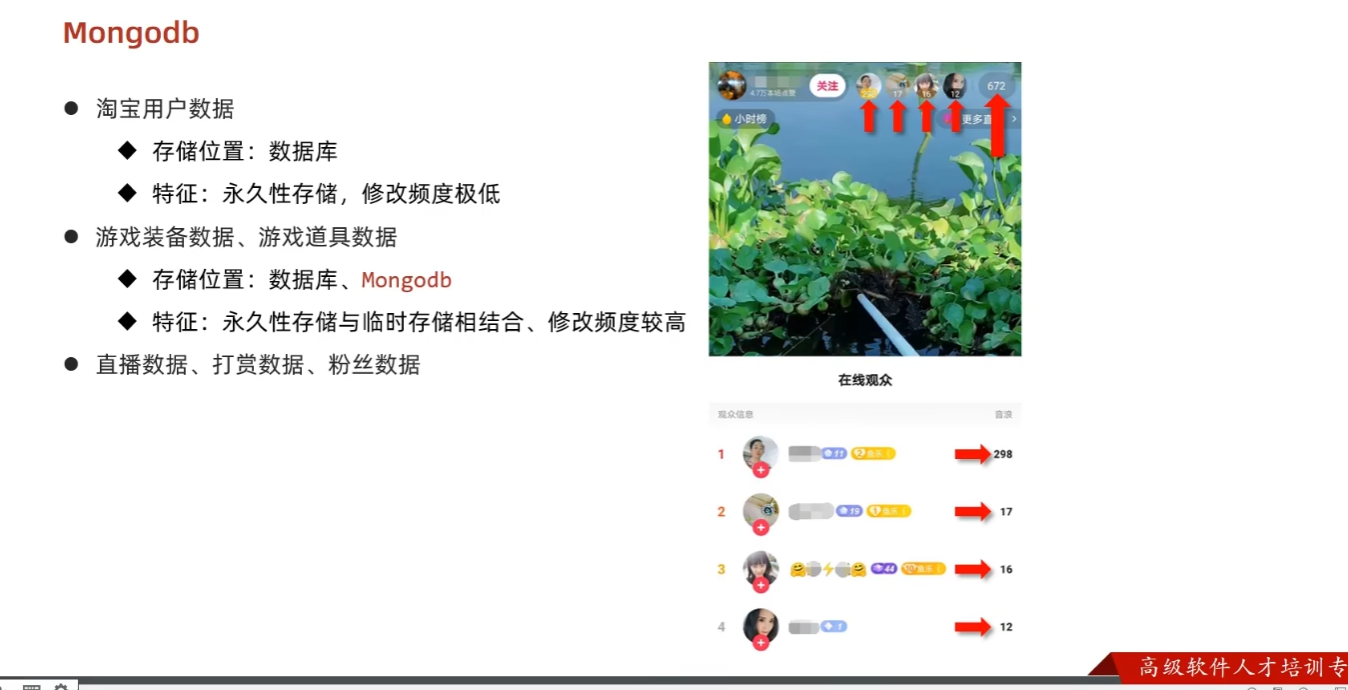 Mongodb
● 淘宝用户数据
◆ 存储位置：数据库
◆ 特征：永久性存储，修改频度极低
● 游戏装备数据、游戏道具数据
◆ 存储位置：数据库、Mongodb
◆ 特征：永久性存储与临时存储相结合、修改频度较高
● 直播数据、打赏数据、粉丝数据
4.7万本场点赞
关注
17
16
12
672
小时榜
更多直
在线观众
观众信息
音浪
1
11
2
298
2
19
1
17
3
44
10
16
4
1
12
高级软件人才培训专